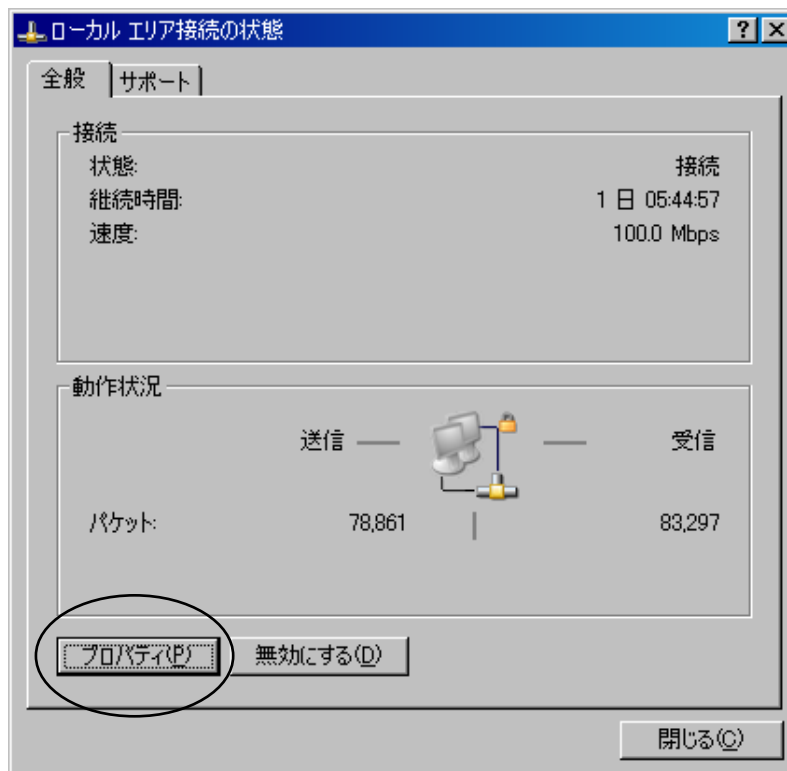 ローカル エリア接続の状態
全般 サポート
接続
状態: 接続
継続時間: 1 日 05:44:57
速度: 100.0 Mbps
動作状況
送信 受信
パケット: 78,861 83,297
プロパティ(P) 無効にする(D)
閉じる(C)